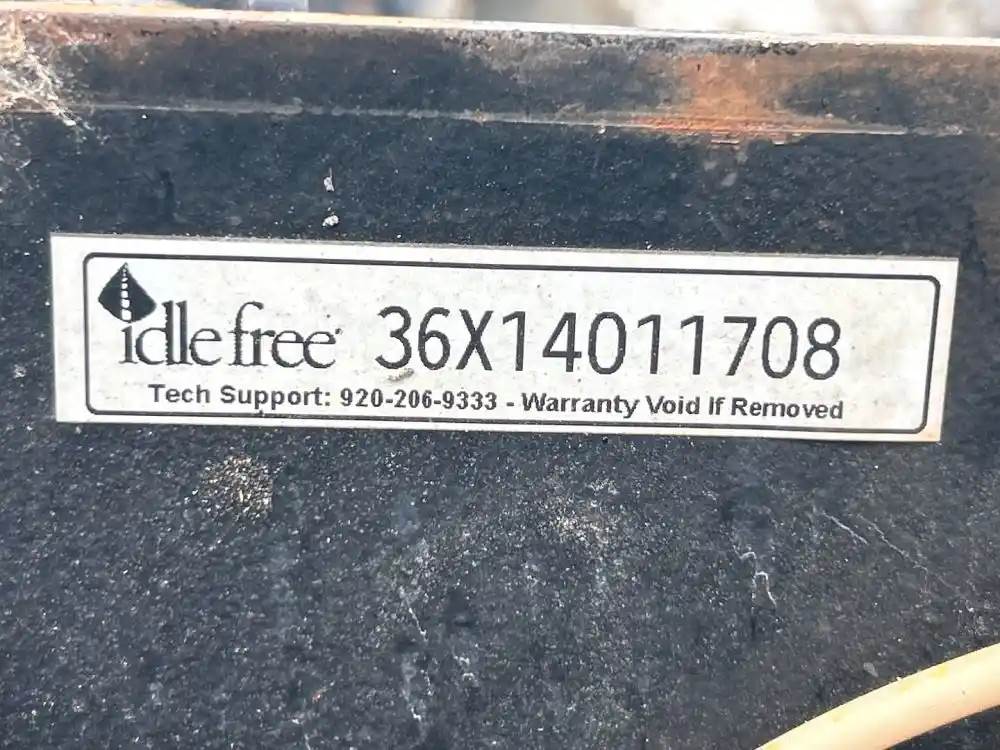 idle free 36X14011708
Tech Support: 920-206-9333 - Warranty Void If Removed